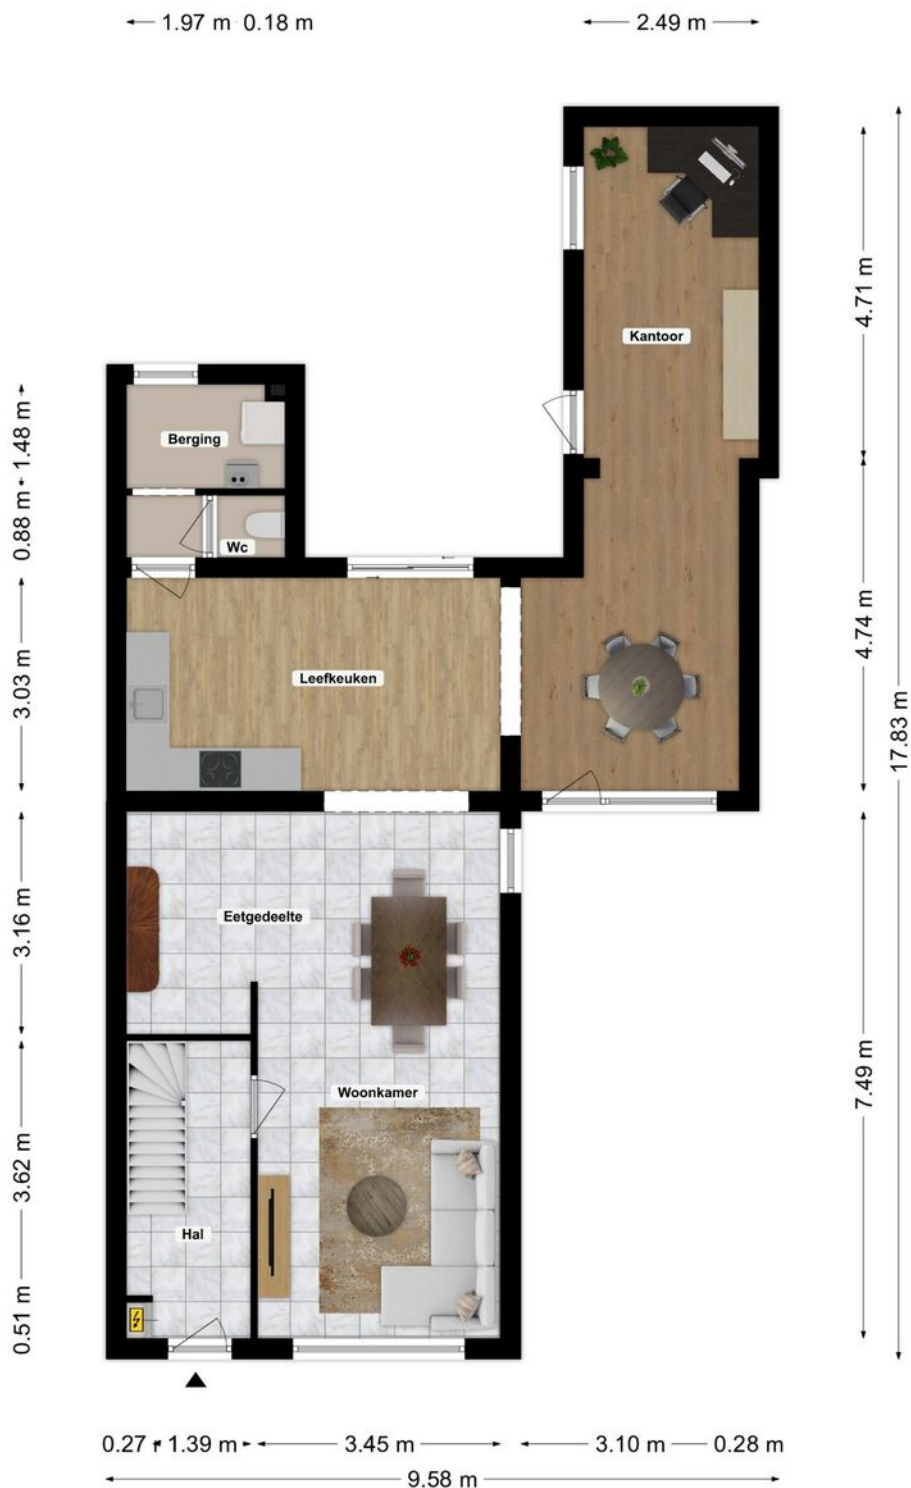 1.97 m 0.18 m 2.49 m
4.71 m
Kantoor
1.48 m
Berging
0.88 m
Wc
4.74 m
3.03 m
Leefkeuken
17.83 m
3.16 m
Eetgedeelte
7.49 m
Woonkamer
3.62 m
Hal
0.51 m
1.39 m 3.45 m 3.10 m 0.28 m
9.58 m